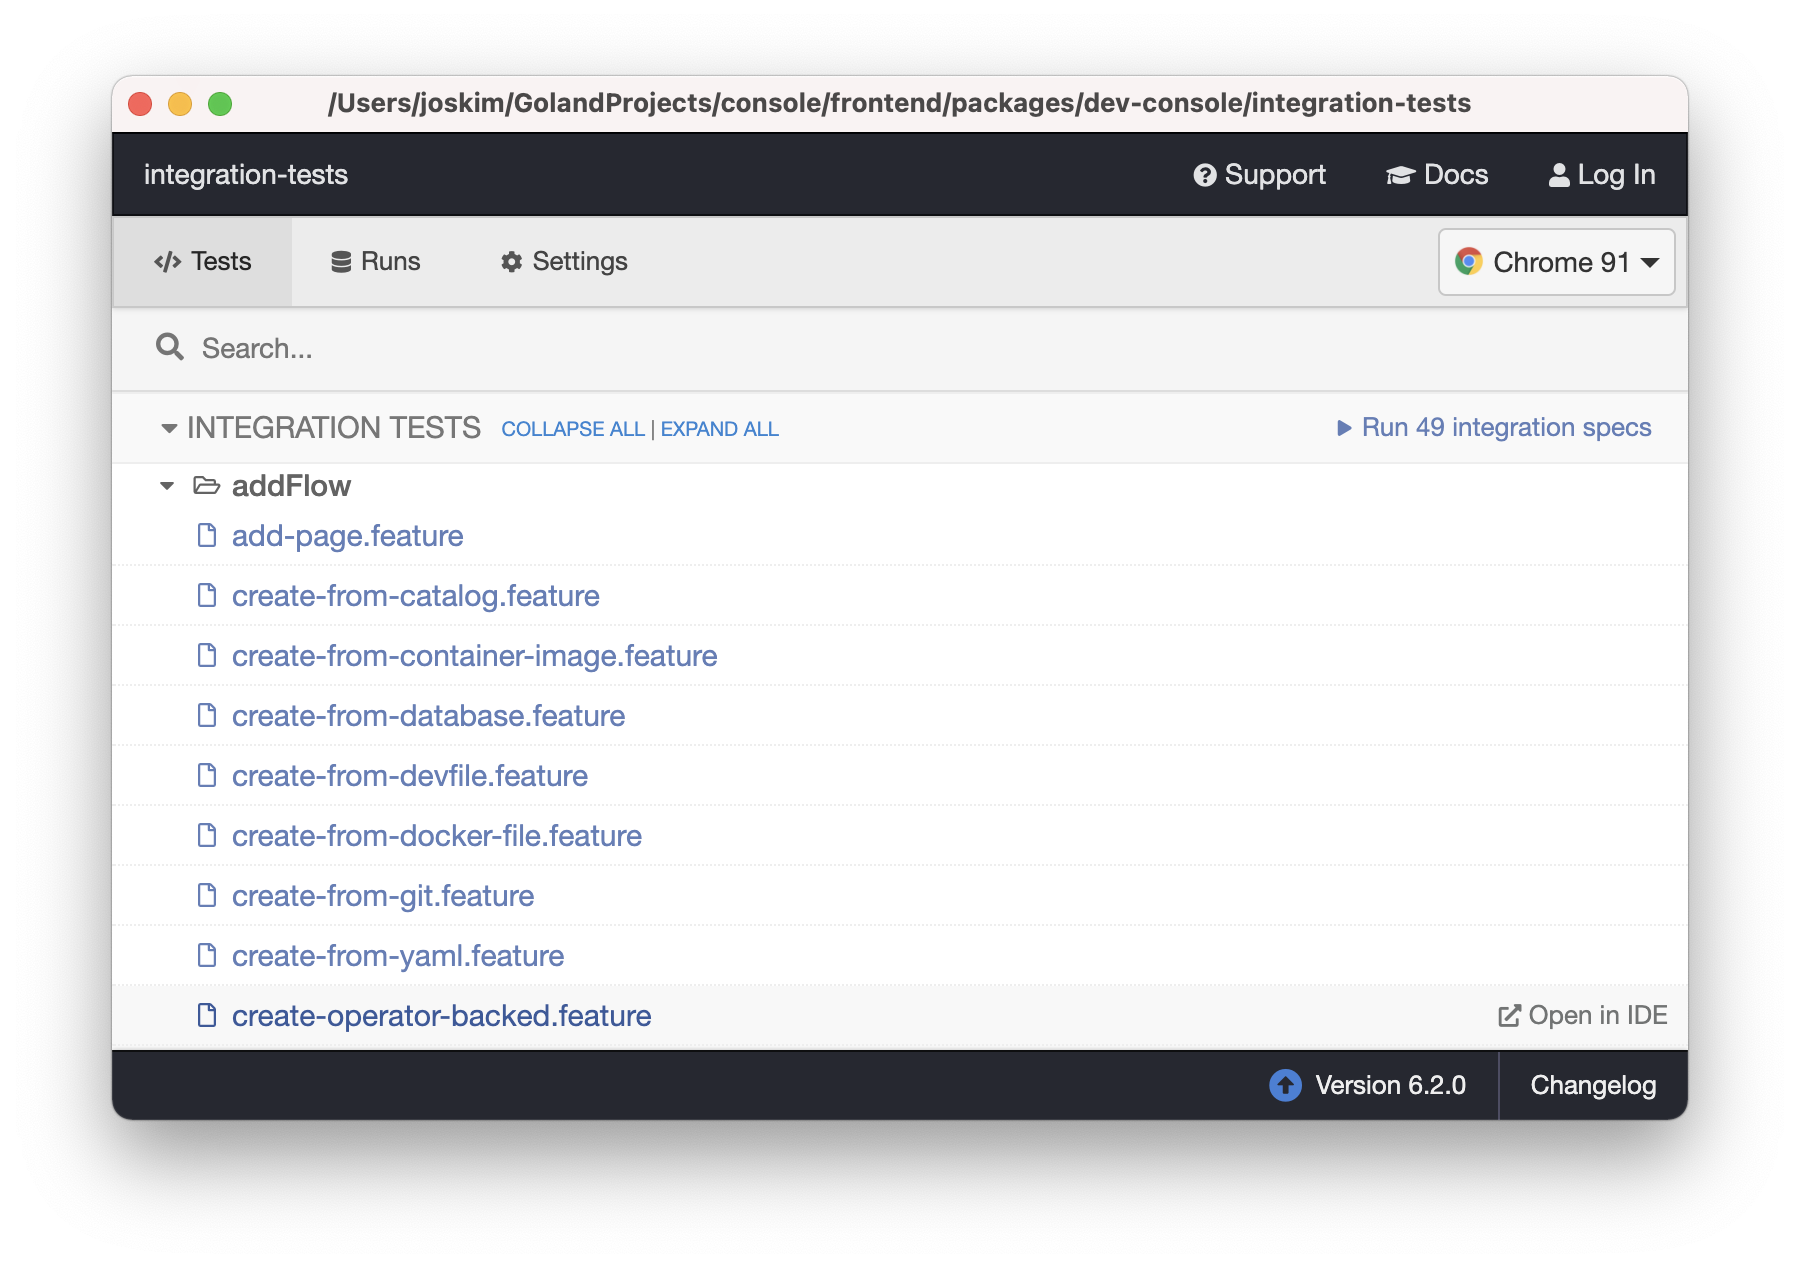 /Users/joskim/GolandProjects/console/frontend/packages/dev-console/integration-tests
integration-tests Support Docs Log In
Tests Runs Settings Chrome 91
Search...
INTEGRATION TESTS COLLAPSE ALL | EXPAND ALL Run 49 integration specs
addFlow
add-page.feature
create-from-catalog.feature
create-from-container-image.feature
create-from-database.feature
create-from-devfile.feature
create-from-docker-file.feature
create-from-git.feature
create-from-yaml.feature
create-operator-backed.feature Open in IDE
Version 6.2.0 Changelog